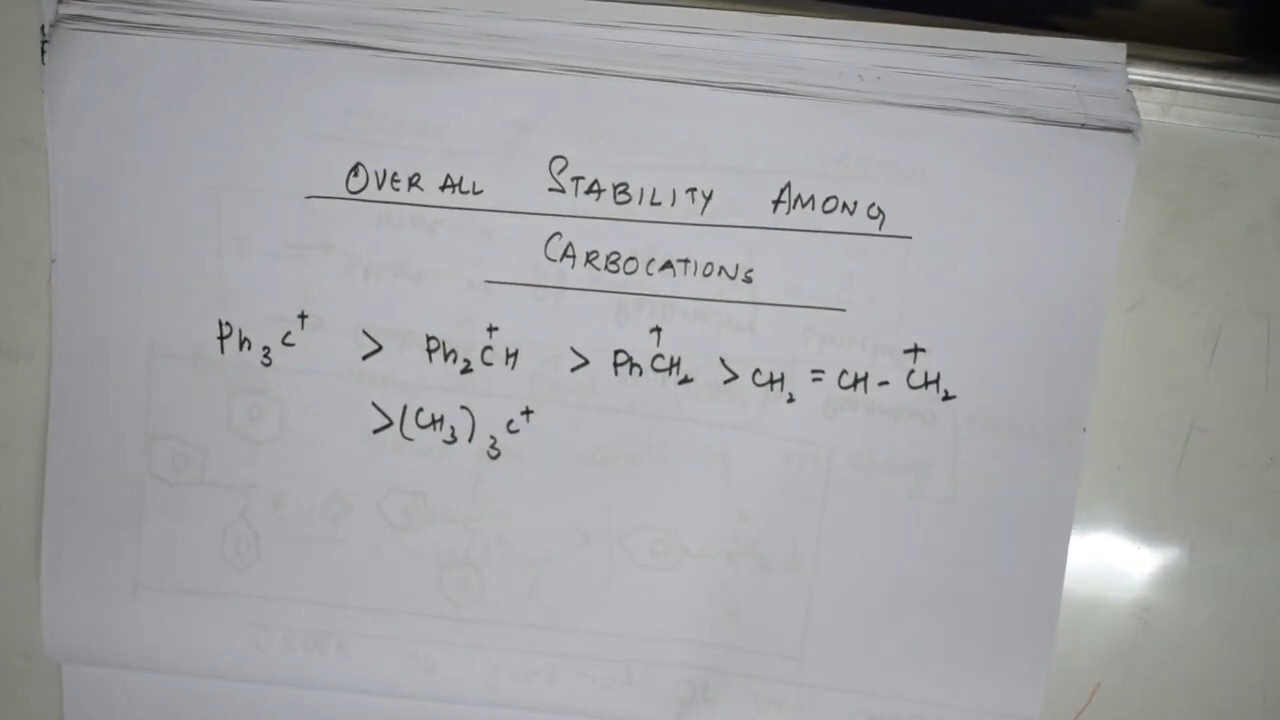 OVER ALL STABILITY AMONG
CARBOCATIONS
Ph₃C⁺ > Ph₂C⁺H > PhC⁺H₂ > CH₂ = CH - C⁺H₂
> (CH₃)₃C⁺